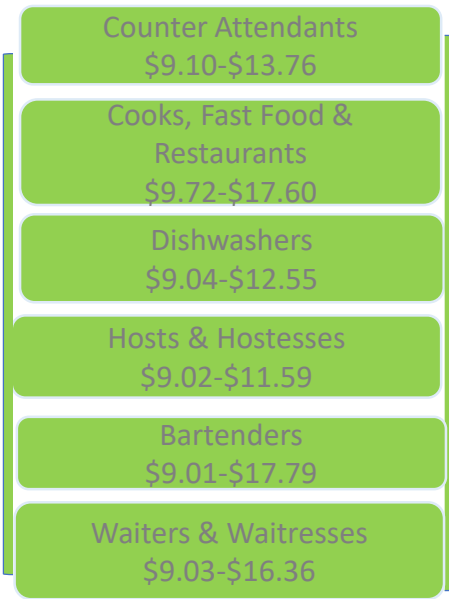 Counter Attendants
$9.10-$13.76
Cooks, Fast Food &
Restaurants
$9.72-$17.60
Dishwashers
$9.04-$12.55
Hosts & Hostesses
$9.02-$11.59
Bartenders
$9.01-$17.79
Waiters & Waitresses
$9.03-$16.36